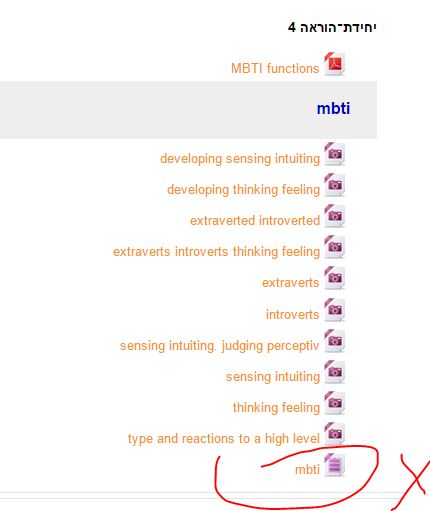 יחידת־הוראה 4
MBTI functions
mbti
developing sensing intuiting
developing thinking feeling
extraverted introverted
extraverts introverts thinking feeling
extraverts
introverts
sensing intuiting. judging perceptiv
sensing intuiting
thinking feeling
type and reactions to a high level
mbti
X